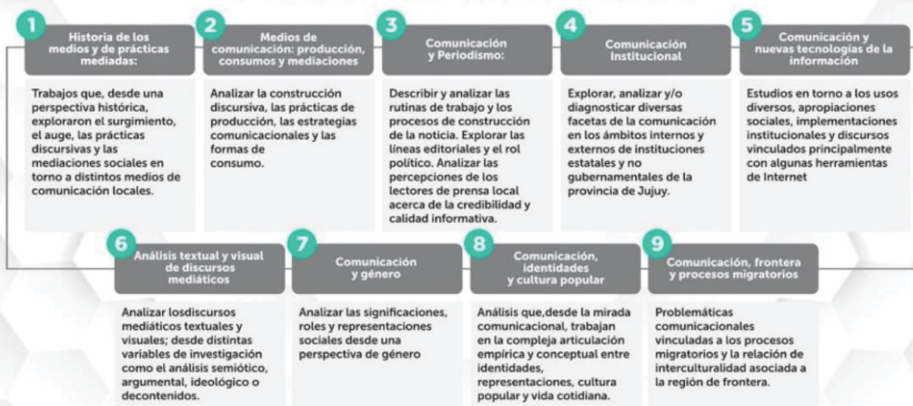 1
Historia de los
medios y de prácticas
mediadas:
Trabajos que, desde una
perspectiva histórica,
exploraron el surgimiento,
el auge, las prácticas
discursivas y las
mediaciones sociales en
torno a distintos medios de
comunicación locales.
2
Medios de
comunicación: producción,
consumos y mediaciones
Analizar la construcción
discursiva, las prácticas de
producción, las estrategias
comunicacionales y las
formas de
consumo.
3
Comunicación
y Periodismo:
Describir y analizar las
rutinas de trabajo y los
procesos de construcción
de la noticia. Explorar las
líneas editoriales y el rol
político. Analizar las
percepciones de los
lectores de prensa local
acerca de la credibilidad y
calidad informativa.
4
Comunicación
Institucional
Explorar, analizar y/o
diagnosticar diversas
facetas de la comunicación
en los ámbitos internos y
externos de instituciones
estatales y no
gubernamentales de la
provincia de Jujuy.
5
Comunicación y
nuevas tecnologías de la
información
Estudios en torno a los usos
diversos, apropiaciones
sociales, implementaciones
institucionales y discursos
vinculados principalmente
con algunas herramientas
de Internet
6
Análisis textual y visual
de discursos
mediáticos
Analizar losdiscursos
mediáticos textuales y
visuales; desde distintas
variables de investigación
como el análisis semiótico,
argumental, ideológico o
decontenidos.
7
Comunicación
y género
Analizar las significaciones,
roles y representaciones
sociales desde una
perspectiva de género
8
Comunicación,
identidades
y cultura popular
Análisis que,desde la mirada
comunicacional, trabajan
en la compleja articulación
empírica y conceptual entre
identidades,
representaciones, cultura
popular y vida cotidiana.
9
Comunicación, frontera
y procesos migratorios
Problemáticas
comunicacionales
vinculadas a los procesos
migratorios y la relación de
interculturalidad asociada a
la región de frontera.